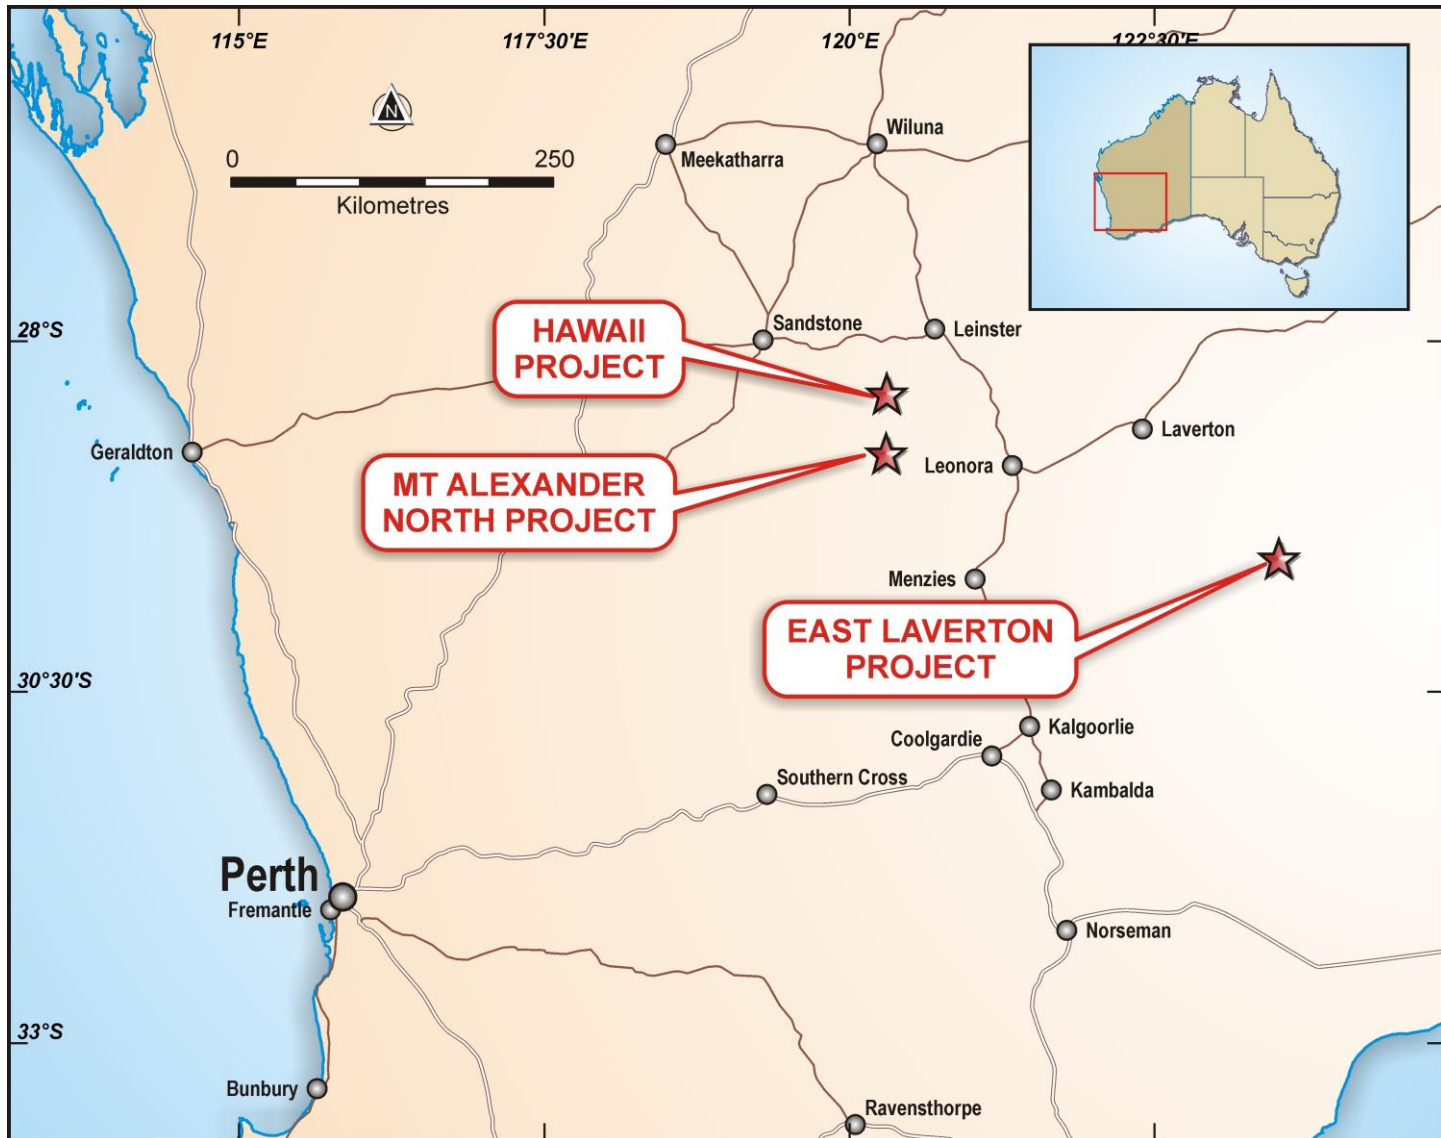 115°E
117°30'E
120°E
122°30'E
N
0
250
Kilometres
Wiluna
Meekatharra
28°S
HAWAII
PROJECT
Sandstone
Leinster
Geraldton
Laverton
Leonora
MT ALEXANDER
NORTH PROJECT
Menzies
EAST LAVERTON
PROJECT
30°30'S
Kalgoorlie
Coolgardie
Southern Cross
Kambalda
Perth
Fremantle
Norseman
33°S
Bunbury
Ravensthorpe